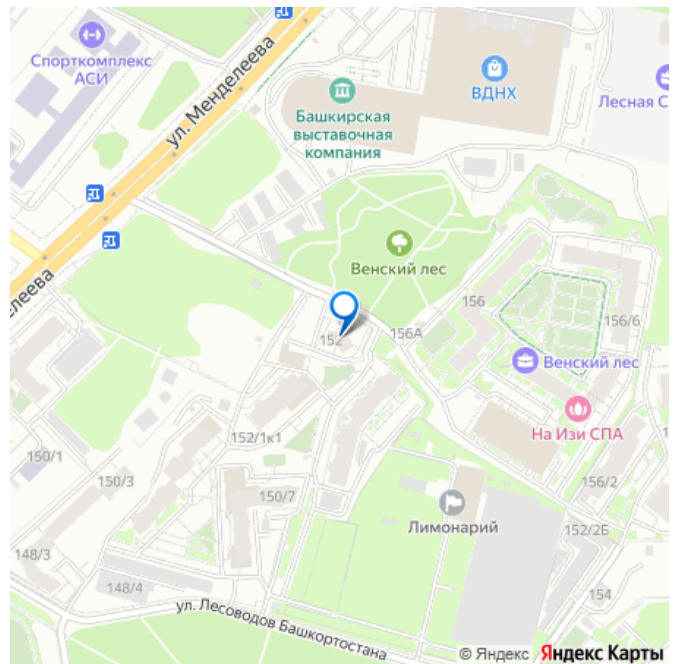 Спорткомплекс
АСИ
ул. Менделеева
ВДНХ
Лесная С
Башкирская
выставочная
компания
Венский лес
елеева
156
156/6
152
156А
Венский лес
На Изи СПА
152/1к1
150/1
150/3
150/7
156/2
Лимонарий
152/2Б
148/3
148/4
154
ул. Лесоводов Башкортостана
© Яндекс Яндекс Карты